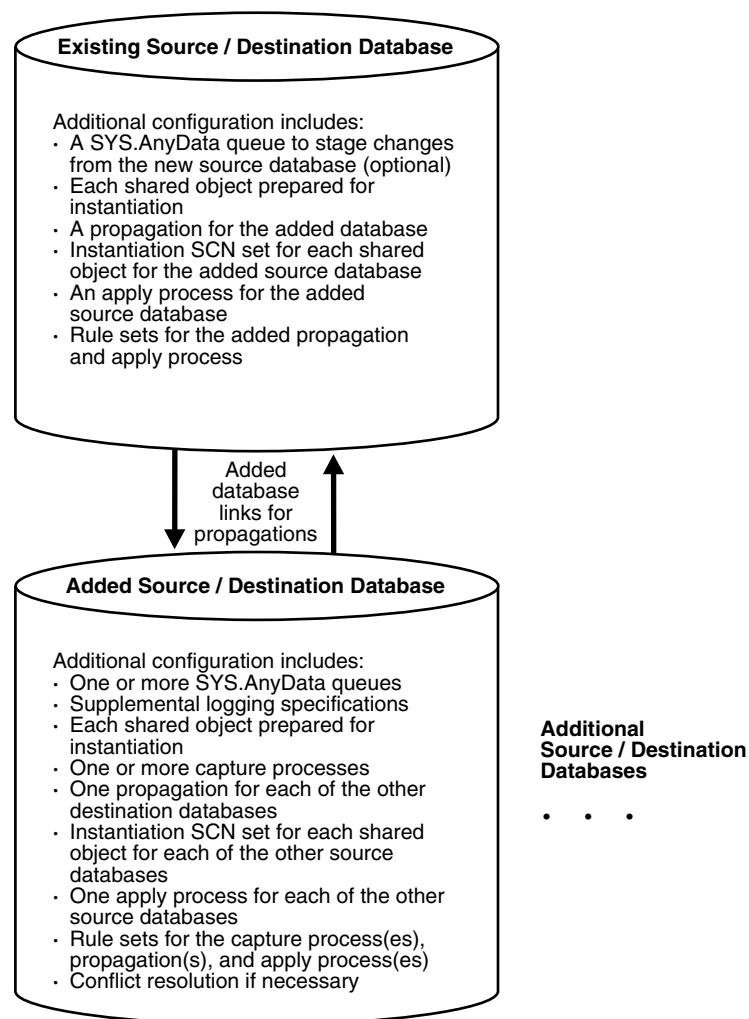 Existing Source / Destination Database
Additional configuration includes:
· A SYS.AnyData queue to stage changes
from the new source database (optional)
· Each shared object prepared for
instantiation
· A propagation for the added database
· Instantiation SCN set for each shared
object for the added source database
· An apply process for the added
source database
· Rule sets for the added propagation
and apply process
Added
database
links for
propagations
Added Source / Destination Database
Additional configuration includes:
· One or more SYS.AnyData queues
· Supplemental logging specifications
· Each shared object prepared for
instantiation
· One or more capture processes
· One propagation for each of the other
destination databases
· Instantiation SCN set for each shared
object for each of the other source
databases
· One apply process for each of the other
source databases
· Rule sets for the capture process(es),
propagation(s), and apply process(es)
· Conflict resolution if necessary
Additional
Source / Destination
Databases
. . .